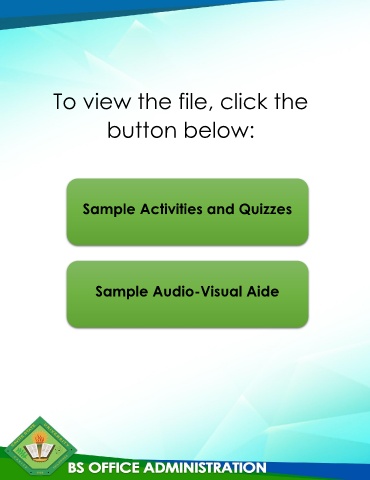 To view the file, click the
button below:
Sample Activities and Quizzes
Sample Audio-Visual Aide
BS OFFICE ADMINISTRATION